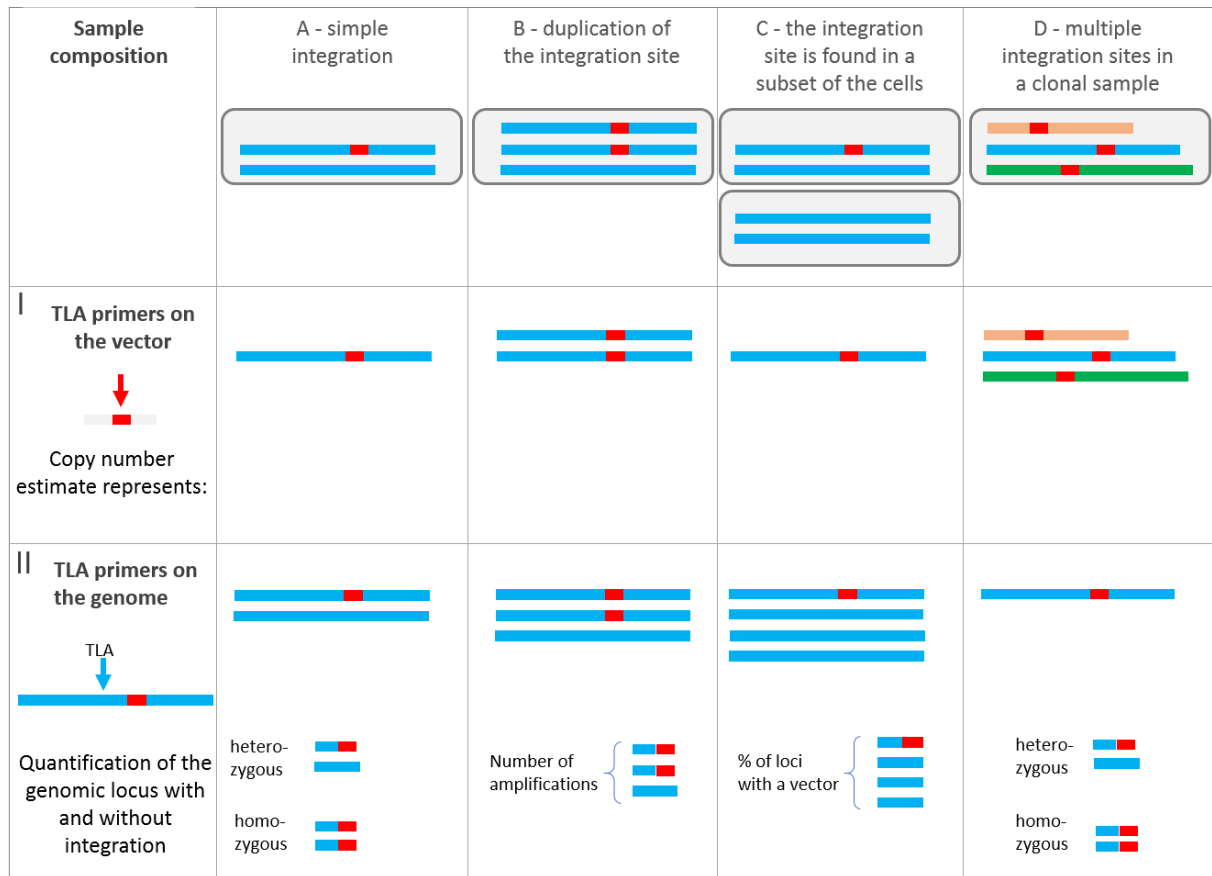 Sample
composition
A - simple
integration
B - duplication of
the integration site
C - the integration
site is found in a
subset of the cells
D - multiple
integration sites in
a clonal sample
I
TLA primers on
the vector
Copy number
estimate represents:
II
TLA primers on
the genome
TLA
Quantification of the
genomic locus with
and without
integration
hetero-
zygous
homo-
zygous
Number of
amplifications
% of loci
with a vector
hetero-
zygous
homo-
zygous